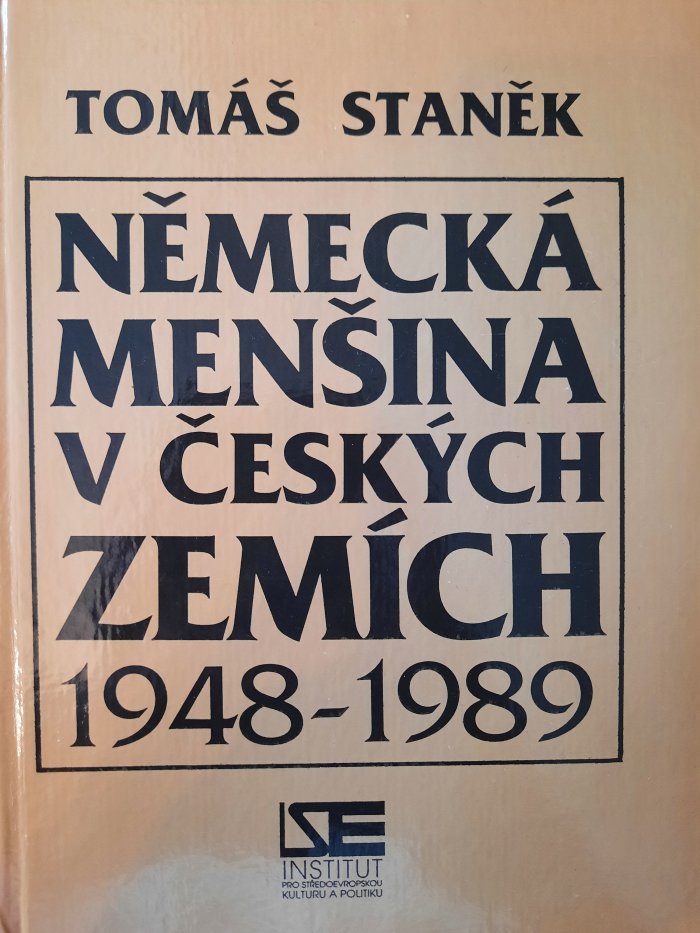 TOMÁŠ STANĚK
NĚMECKÁ
MENŠINA
V ČESKÝCH
ZEMÍCH
1948-1989
ISE
INSTITUT
PRO STŘEDOEVROPSKOU
KULTURU A POLITIKU